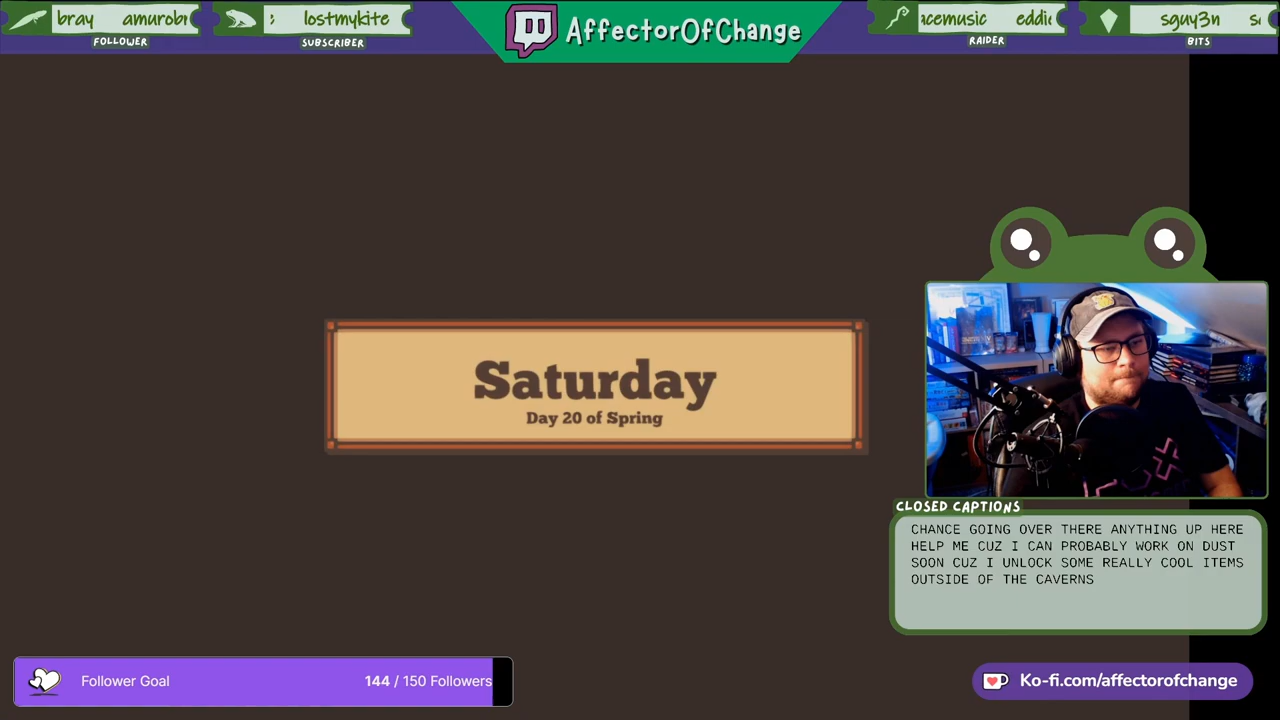 bray amurobi
FOLLOWER
: lostmykite
SUBSCRIBER
AffectorOfChange
acemusic eddie
RAIDER
sguy3n
BITS
Saturday
Day 20 of Spring
CLOSED CAPTIONS
CHANCE GOING OVER THERE ANYTHING UP HERE
HELP ME CUZ I CAN PROBABLY WORK ON DUST
SOON CUZ I UNLOCK SOME REALLY COOL ITEMS
OUTSIDE OF THE CAVERNS
Follower Goal 144 / 150 Followers
Ko-fi.com/affectorofchange